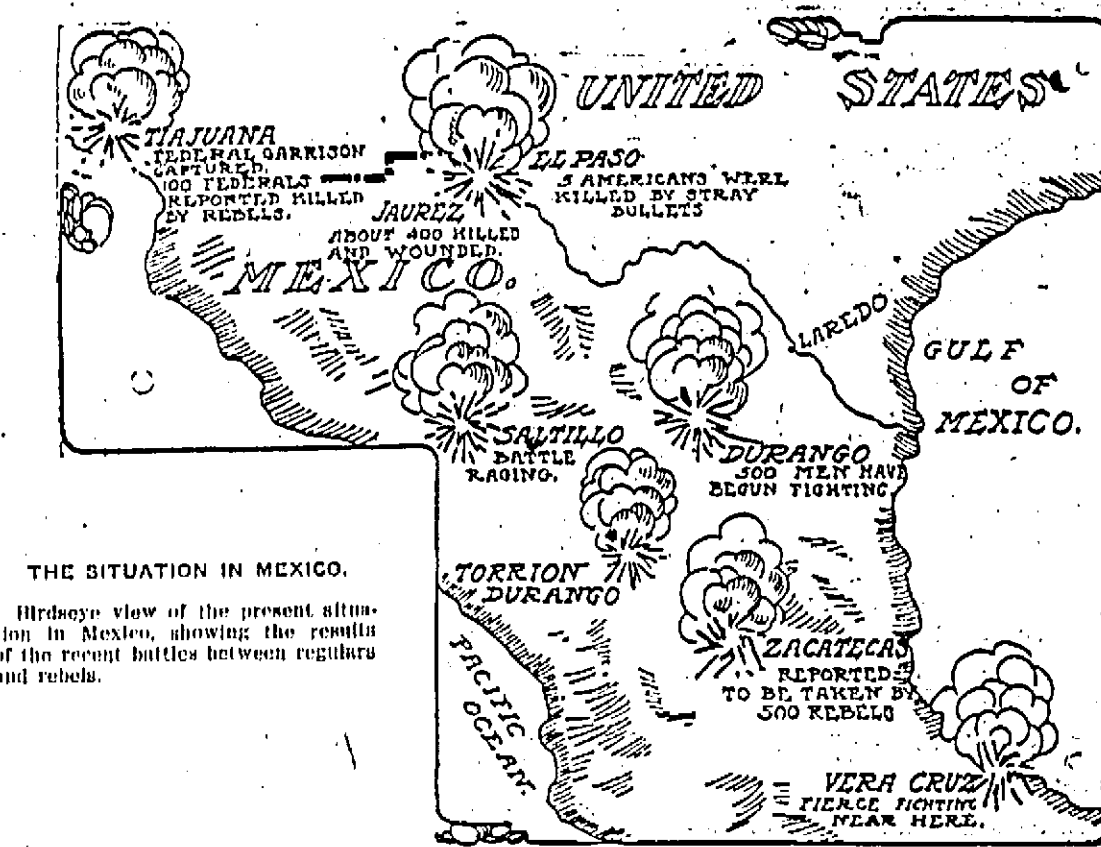 UNITED STATES
TIAJUANA
FEDERAL GARRISON
CAPTURED.
100 FEDERALS
REPORTED KILLED
BY REBELS.
EL PASO
5 AMERICANS WERE
KILLED BY STRAY
BULLETS
JAUREZ
ABOUT 400 KILLED
AND WOUNDED.
MEXICO.
LAREDO
GULF
OF
MEXICO.
SALTILLO
BATTLE
RAGING.
DURANGO
500 MEN HAVE
BEGUN FIGHTING
TORRION
DURANGO
ZACATECAS
REPORTED
TO BE TAKEN BY
500 REBELS
PACIFIC
OCEAN.
VERA CRUZ
FIERCE FIGHTING
NEAR HERE.
THE SITUATION IN MEXICO.
Birdseye view of the present situa-
tion in Mexico, showing the results
of the recent battles between regulars
and rebels.